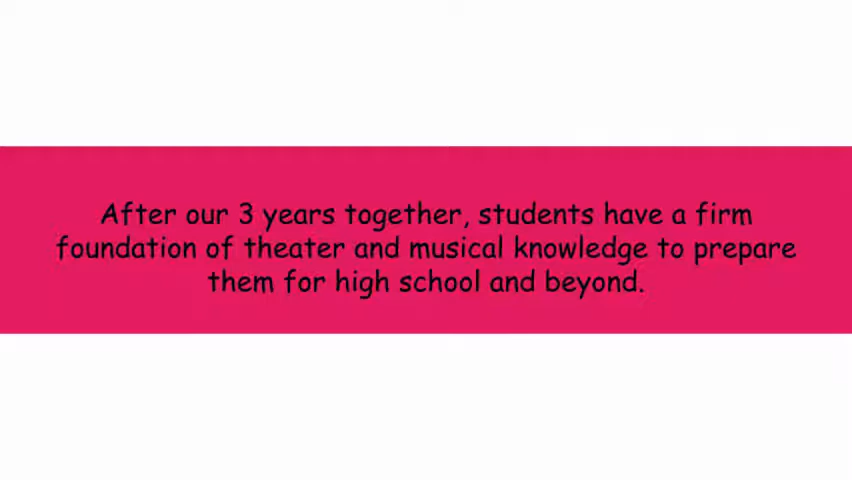 After our 3 years together, students have a firm
foundation of theater and musical knowledge to prepare
them for high school and beyond.